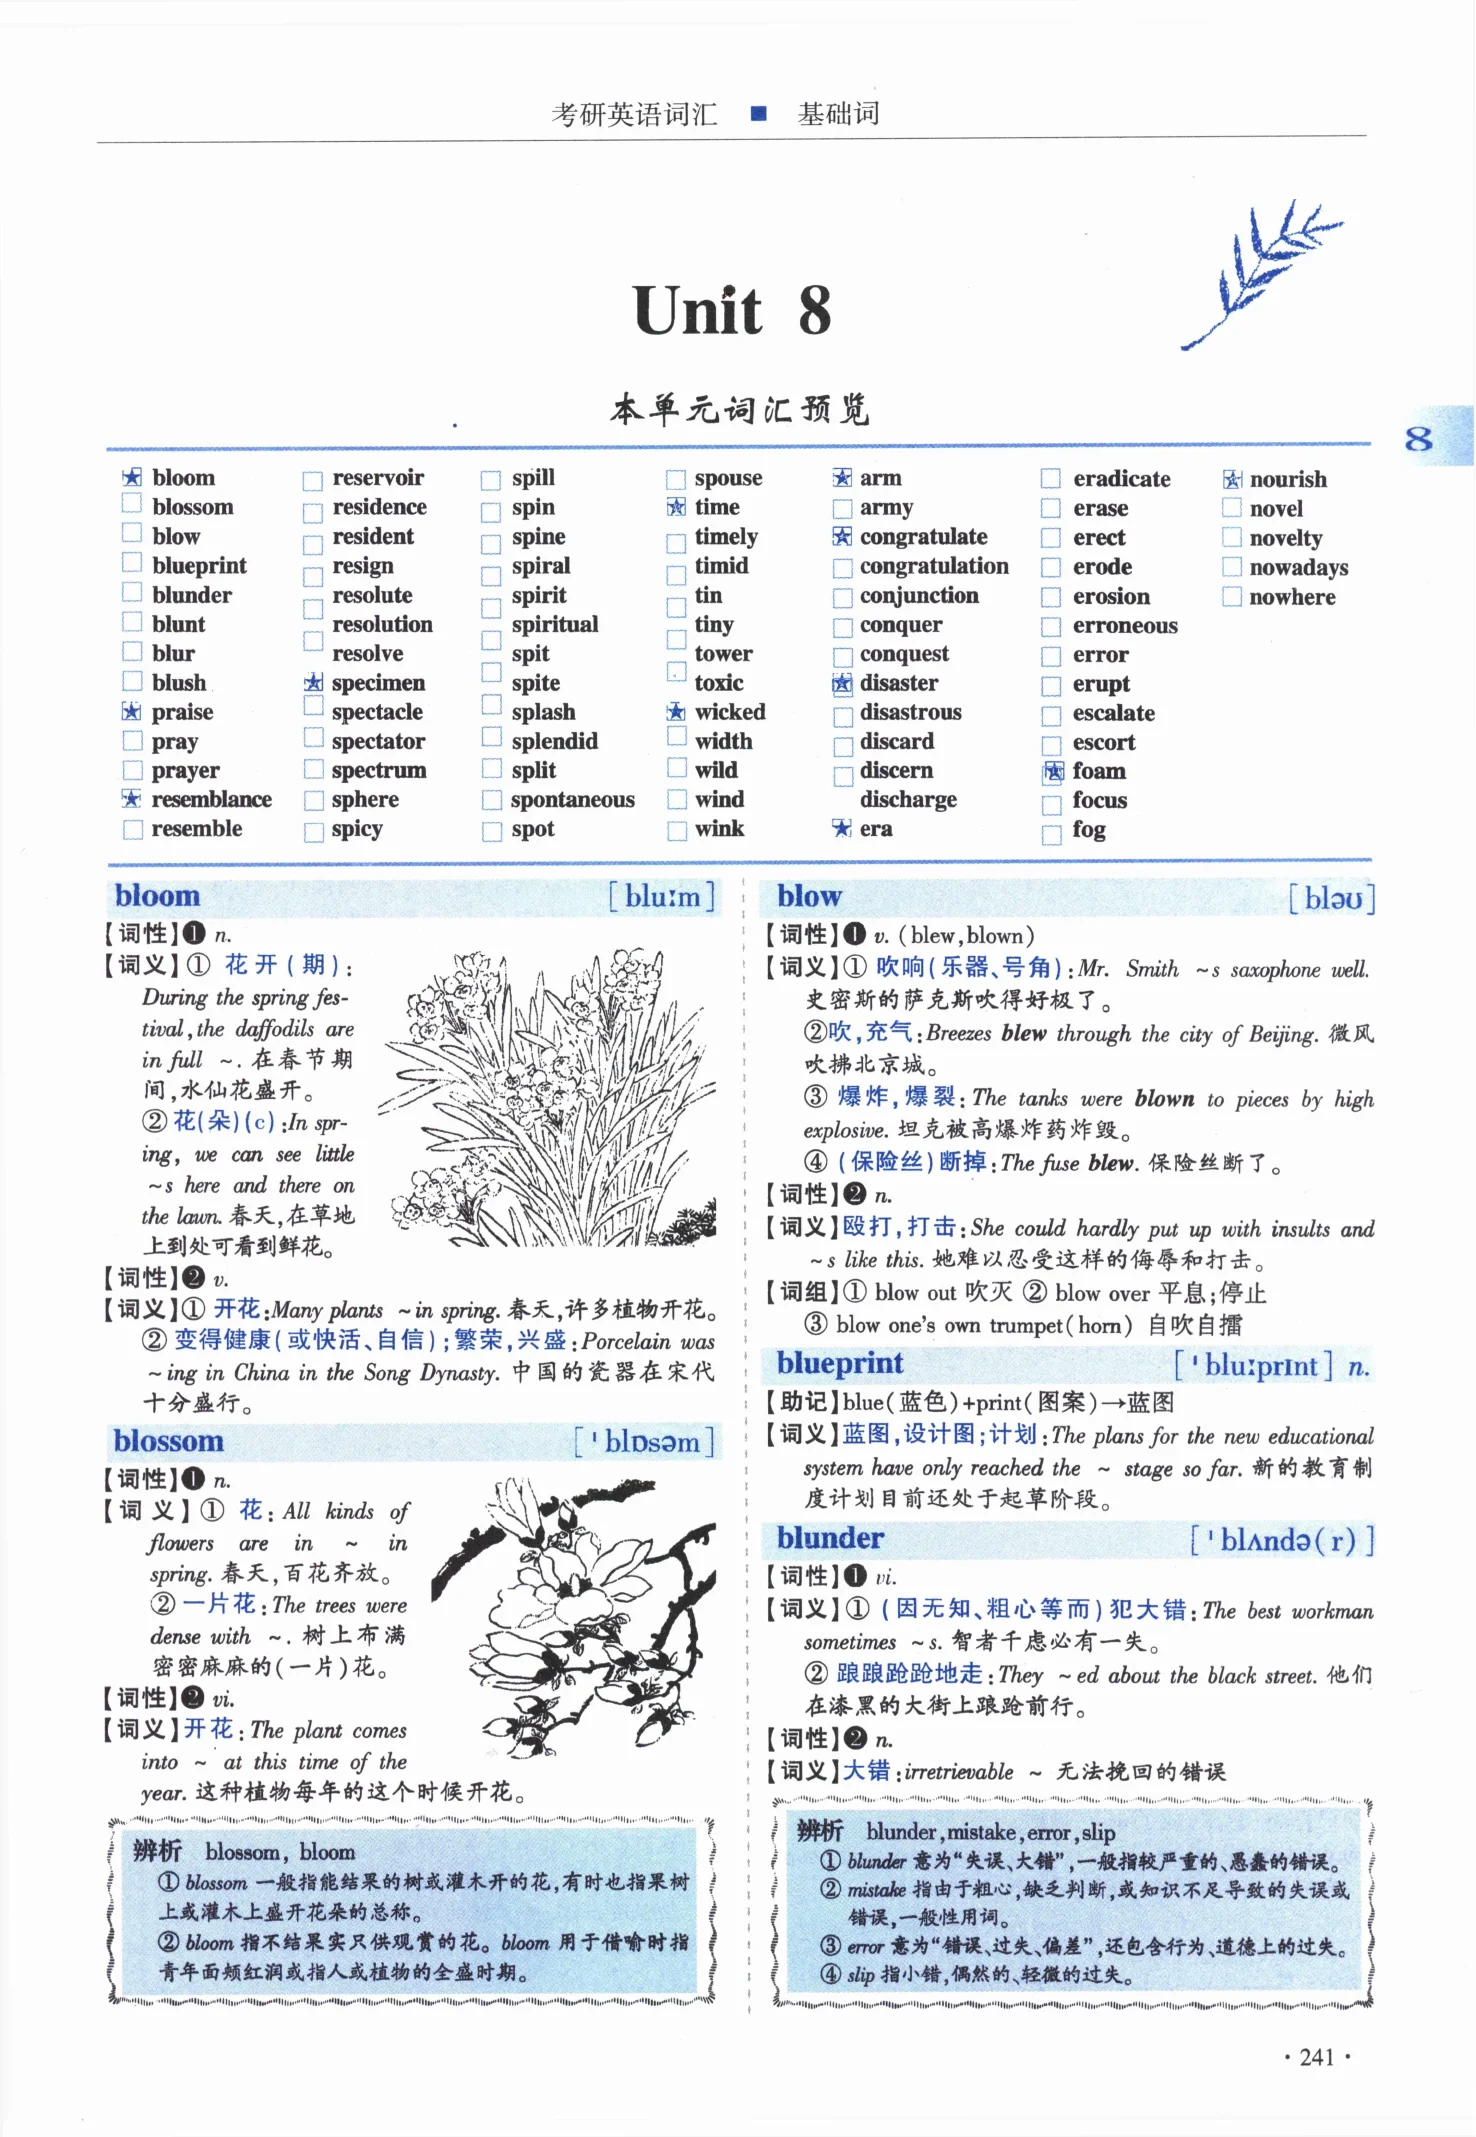 考研英语词汇 ■ 基础词
Unit 8
本单元词汇预览
8
bloom
blossom
blow
blueprint
blunder
blunt
blur
blush
praise
pray
prayer
resemblance
resemble
reservoir
residence
resident
resign
resolute
resolution
resolve
specimen
spectacle
spectator
spectrum
sphere
spicy
spill
spin
spine
spiral
spirit
spiritual
spit
spite
splash
splendid
split
spontaneous
spot
spouse
time
timely
timid
tin
tiny
tower
toxic
wicked
width
wild
wind
wink
arm
army
congratulate
congratulation
conjunction
conquer
conquest
disaster
disastrous
discard
discern
discharge
era
eradicate
erase
erect
erode
erosion
erroneous
error
erupt
escalate
escort
foam
focus
fog
nourish
novel
novelty
nowadays
nowhere
bloom [bluːm]
【词性】❶ n.
【词义】① 花开(期):
During the spring fes-
tival,the daffodils are
in full ~. 在春节期
间,水仙花盛开。
②花(朵)(c):In spr-
ing, we can see little
~s here and there on
the lawn. 春天,在草地
上到处可看到鲜花。
【词性】❷ v.
【词义】① 开花:Many plants ~in spring. 春天,许多植物开花。
② 变得健康(或快活、自信);繁荣,兴盛:Porcelain was
~ing in China in the Song Dynasty. 中国的瓷器在宋代
十分盛行。
blossom [ˈblɒsəm]
【词性】❶ n.
【词义】① 花: All kinds of
flowers are in ~ in
spring. 春天,百花齐放。
②一片花:The trees were
dense with ~. 树上布满
密密麻麻的(一片)花。
【词性】❷ vi.
【词义】开花: The plant comes
into ~ at this time of the
year. 这种植物每年的这个时候开花。
辨析 blossom, bloom
① blossom 一般指能结果的树或灌木开的花,有时也指果树
上或灌木上盛开花朵的总称。
② bloom 指不结果实只供观赏的花。bloom 用于借喻时指
青年面颊红润或指人或植物的全盛时期。
blow [bləʊ]
【词性】❶ v. (blew,blown)
【词义】① 吹响(乐器、号角):Mr. Smith ~s saxophone well.
史密斯的萨克斯吹得好极了。
②吹,充气:Breezes blew through the city of Beijing. 微风
吹拂北京城。
③ 爆炸,爆裂: The tanks were blown to pieces by high
explosive. 坦克被高爆炸药炸毁。
④ (保险丝)断掉:The fuse blew. 保险丝断了。
【词性】❷ n.
【词义】殴打,打击:She could hardly put up with insults and
~s like this. 她难以忍受这样的侮辱和打击。
【词组】① blow out 吹灭 ② blow over 平息;停止
③ blow one's own trumpet(horn) 自吹自擂
blueprint [ˈbluːprɪnt] n.
【助记】blue(蓝色)+print(图案)→蓝图
【词义】蓝图,设计图;计划:The plans for the new educational
system have only reached the ~ stage so far. 新的教育制
度计划目前还处于起草阶段。
blunder [ˈblʌndə(r)]
【词性】❶ vi.
【词义】① (因无知、粗心等而)犯大错:The best workman
sometimes ~s. 智者千虑必有一失。
② 踉踉跄跄地走:They ~ed about the black street. 他们
在漆黑的大街上踉跄前行。
【词性】❷ n.
【词义】大错:irretrievable ~ 无法挽回的错误
辨析 blunder,mistake,error,slip
① blunder 意为“失误、大错”,一般指较严重的、愚蠢的错误。
② mistake 指由于粗心,缺乏判断,或知识不足导致的失误或
错误,一般性用词。
③ error 意为“错误、过失、偏差”,还包含行为、道德上的过失。
④ slip 指小错,偶然的、轻微的过失。
·241·